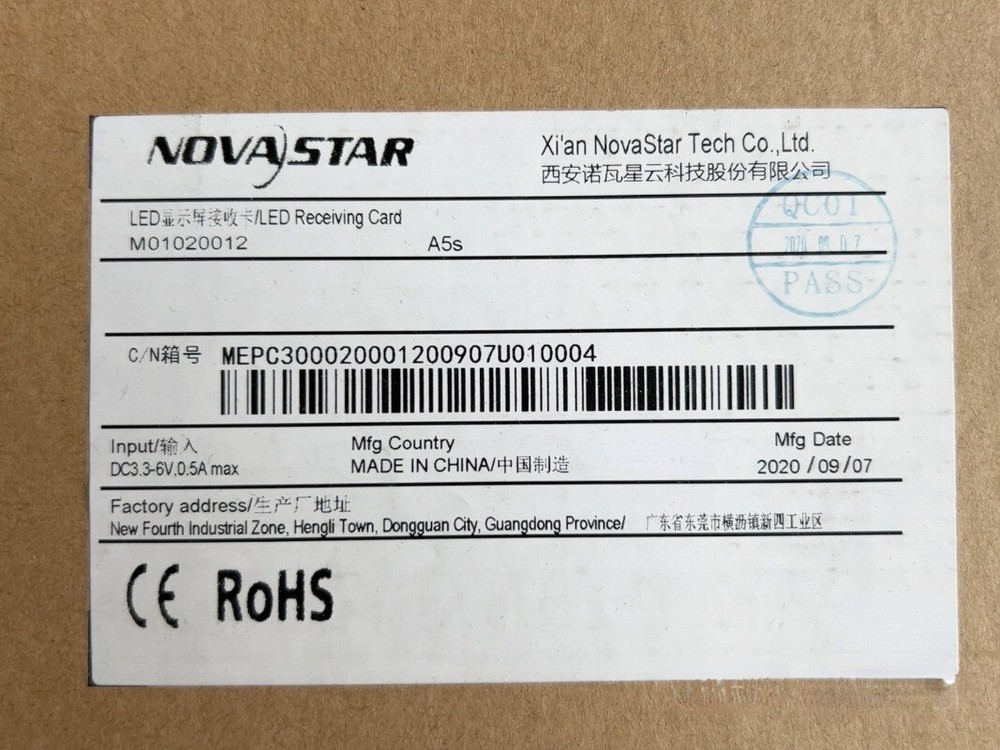 NOVASTAR
Xi'an NovaStar Tech Co.,Ltd.
西安诺瓦星云科技股份有限公司
LED显示屏接收卡/LED Receiving Card
M01020012 A5s
QC01
2020 09 07
PASS
C/N箱号 MEPC300020001200907U010004
Input/输入 Mfg Country Mfg Date
DC3.3-6V,0.5A max MADE IN CHINA/中国制造 2020/09/07
Factory address/生产厂地址
New Fourth Industrial Zone, Hengli Town, Dongguan City, Guangdong Province/ 广东省东莞市横沥镇新四工业区
CE RoHS